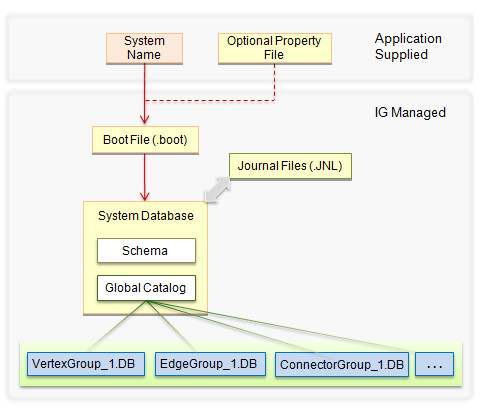 System
Name
Optional Property
File
Application
Supplied
IG Managed
Boot File (.boot)
Journal Files (.JNL)
System Database
Schema
Global Catalog
VertexGroup_1.DB
EdgeGroup_1.DB
ConnectorGroup_1.DB
...